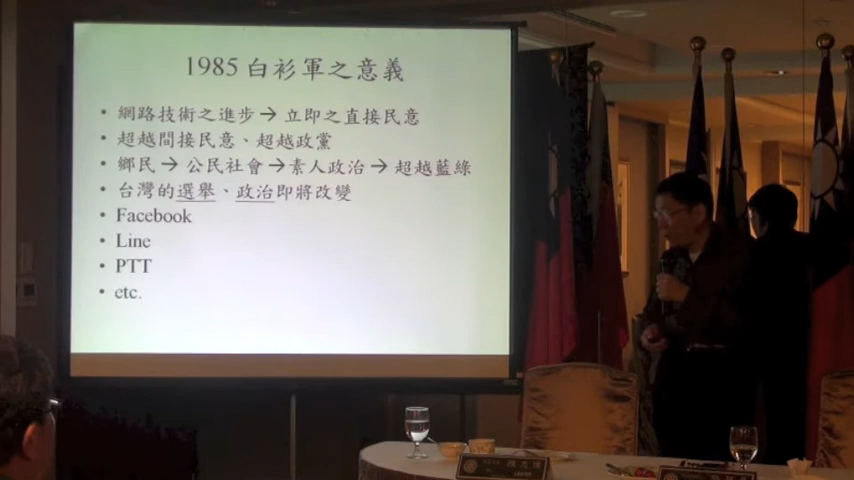 1985 白衫軍之意義
• 網路技術之進步→立即之直接民意
• 超越間接民意、超越政黨
• 鄉民→公民社會→素人政治→超越藍綠
• 台灣的選舉、政治即將改變
• Facebook
• Line
• PTT
• etc.